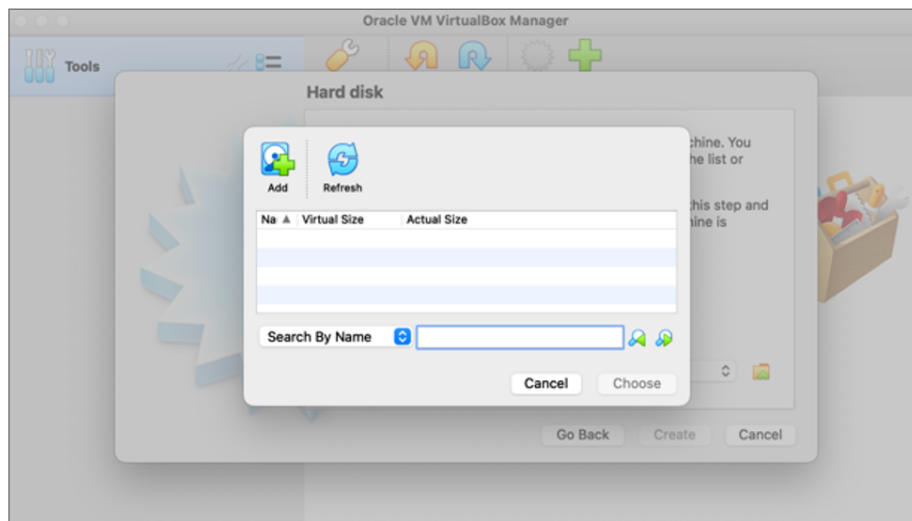 Oracle VM VirtualBox Manager
Tools
Hard disk
chine. You
he list or
this step and
hine is
Add
Refresh
Na Virtual Size Actual Size
Search By Name
Cancel Choose
Go Back Create Cancel